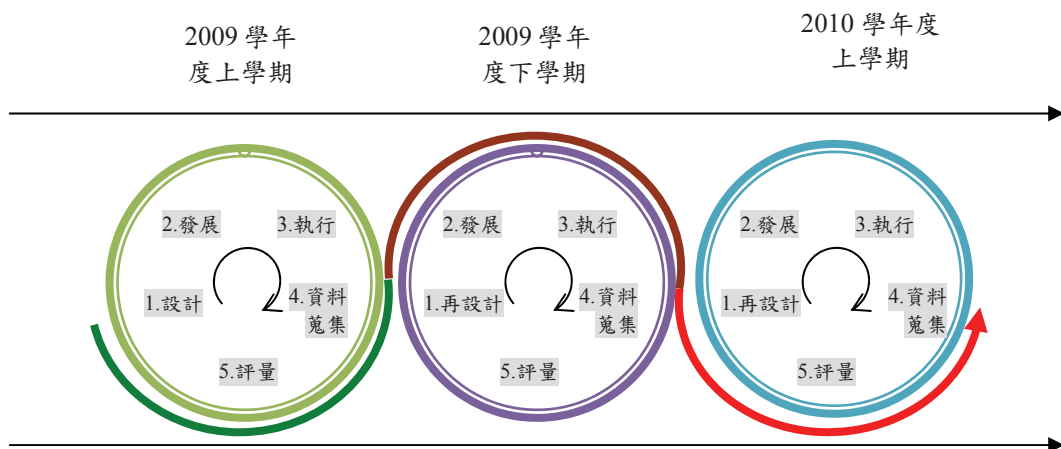 2009 學年
度上學期
2009 學年
度下學期
2010 學年度
上學期
2.發展
3.執行
1.設計
4.資料
蒐集
5.評量
2.發展
3.執行
1.再設計
4.資料
蒐集
5.評量
2.發展
3.執行
1.再設計
4.資料
蒐集
5.評量